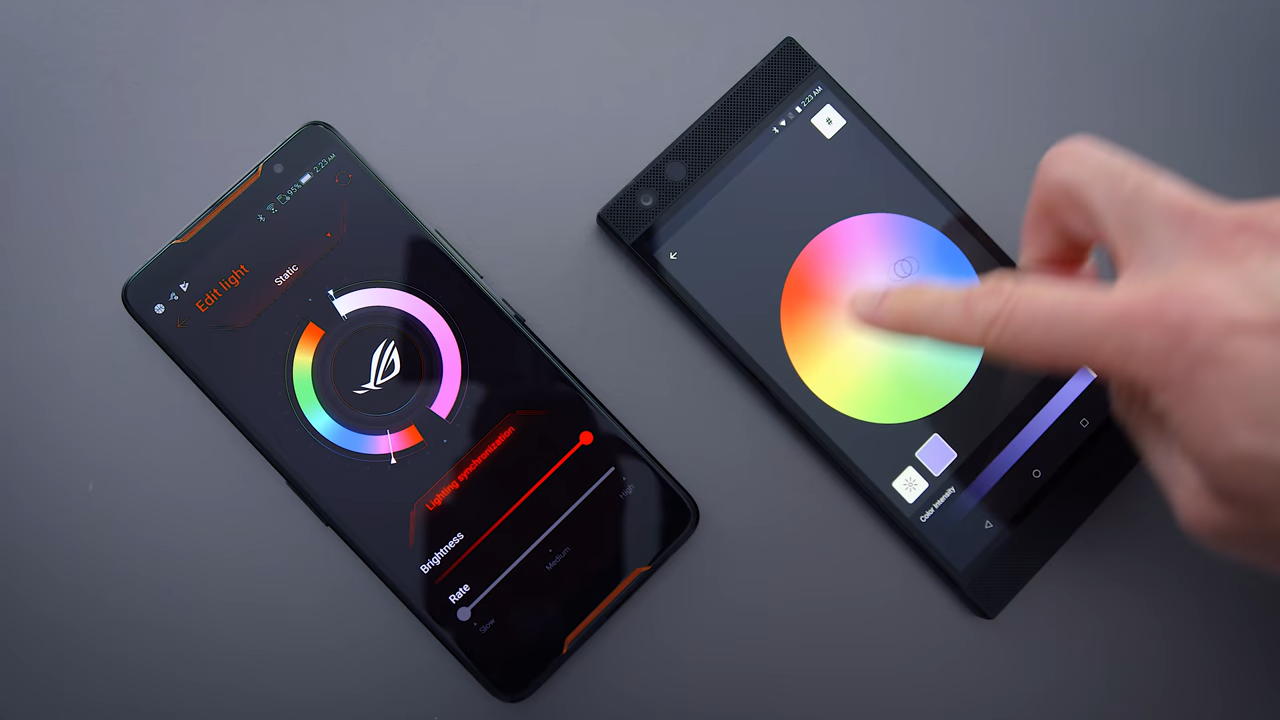 95% 2:23 AM
Edit light
Static
Lighting synchronization
Brightness
Rate
Slow
Medium
High
2:23 AM
#
Color Intensity